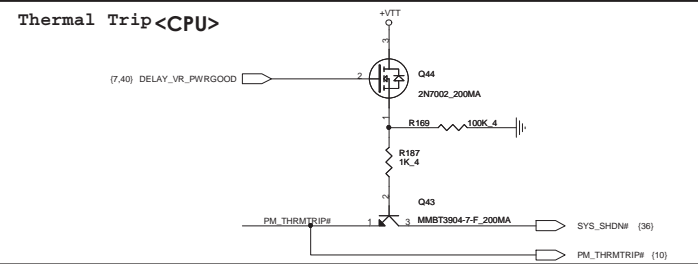 Thermal Trip<CPU>
+VTT
3
{7,40} DELAY_VR_PWRGOOD
2
Q44
2N7002_200MA
1
R169
100K_4
R187
1K_4
2
Q43
PM_THRMTRIP#
1
3
MMBT3904-7-F_200MA
SYS_SHDN# {36}
PM_THRMTRIP# {10}